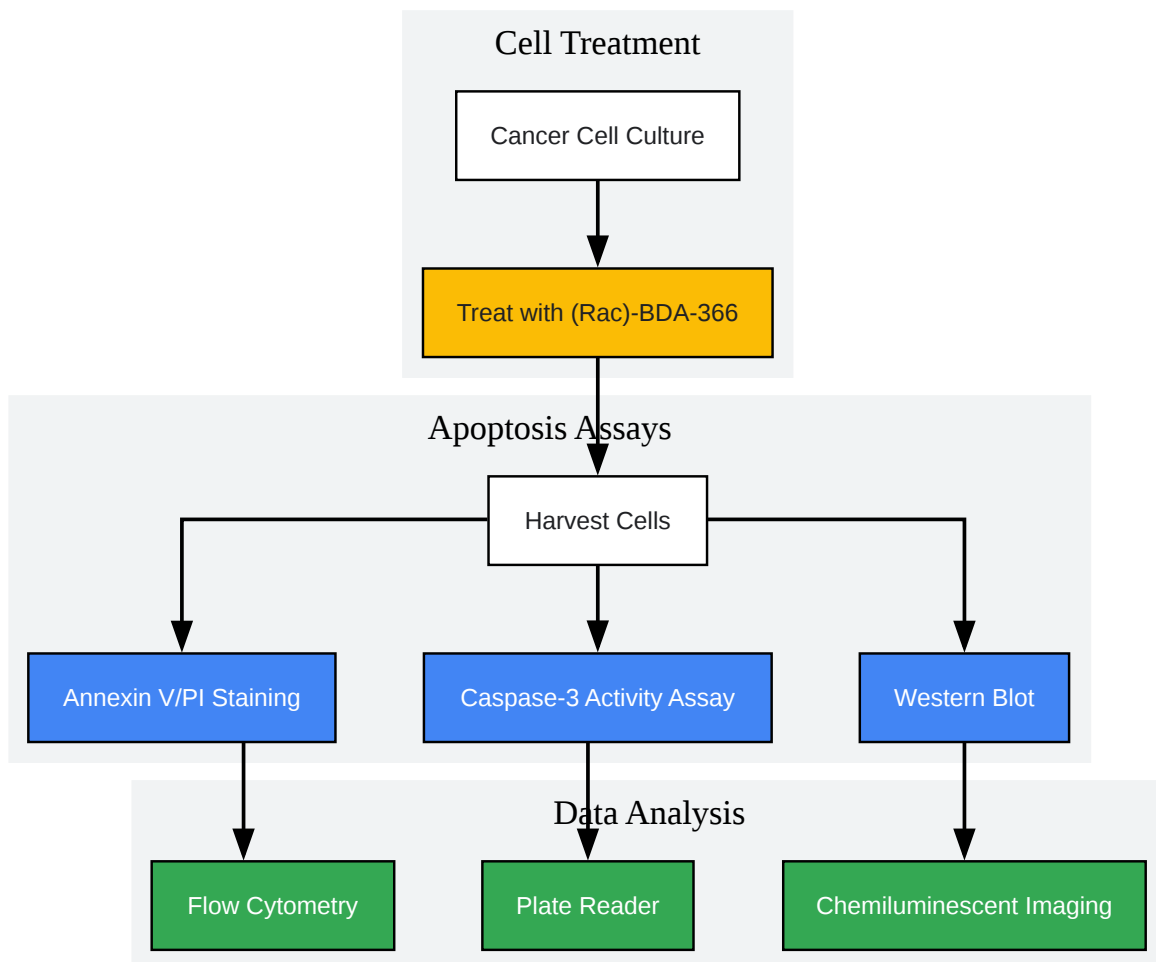 Cell Treatment
Cancer Cell Culture
Treat with (Rac)-BDA-366
Apoptosis Assays
Harvest Cells
Annexin V/PI Staining
Caspase-3 Activity Assay
Western Blot
Data Analysis
Flow Cytometry
Plate Reader
Chemiluminescent Imaging